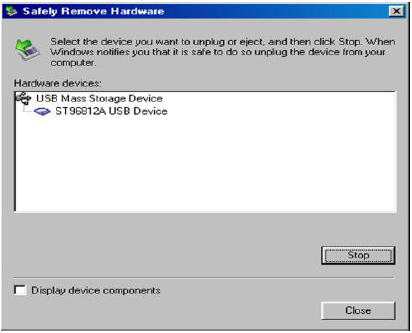 Safely Remove Hardware
Select the device you want to unplug or eject, and then click Stop. When
Windows notifies you that it is safe to do so unplug the device from your
computer.
Hardware devices:
USB Mass Storage Device
ST96812A USB Device
Stop
Display device components
Close